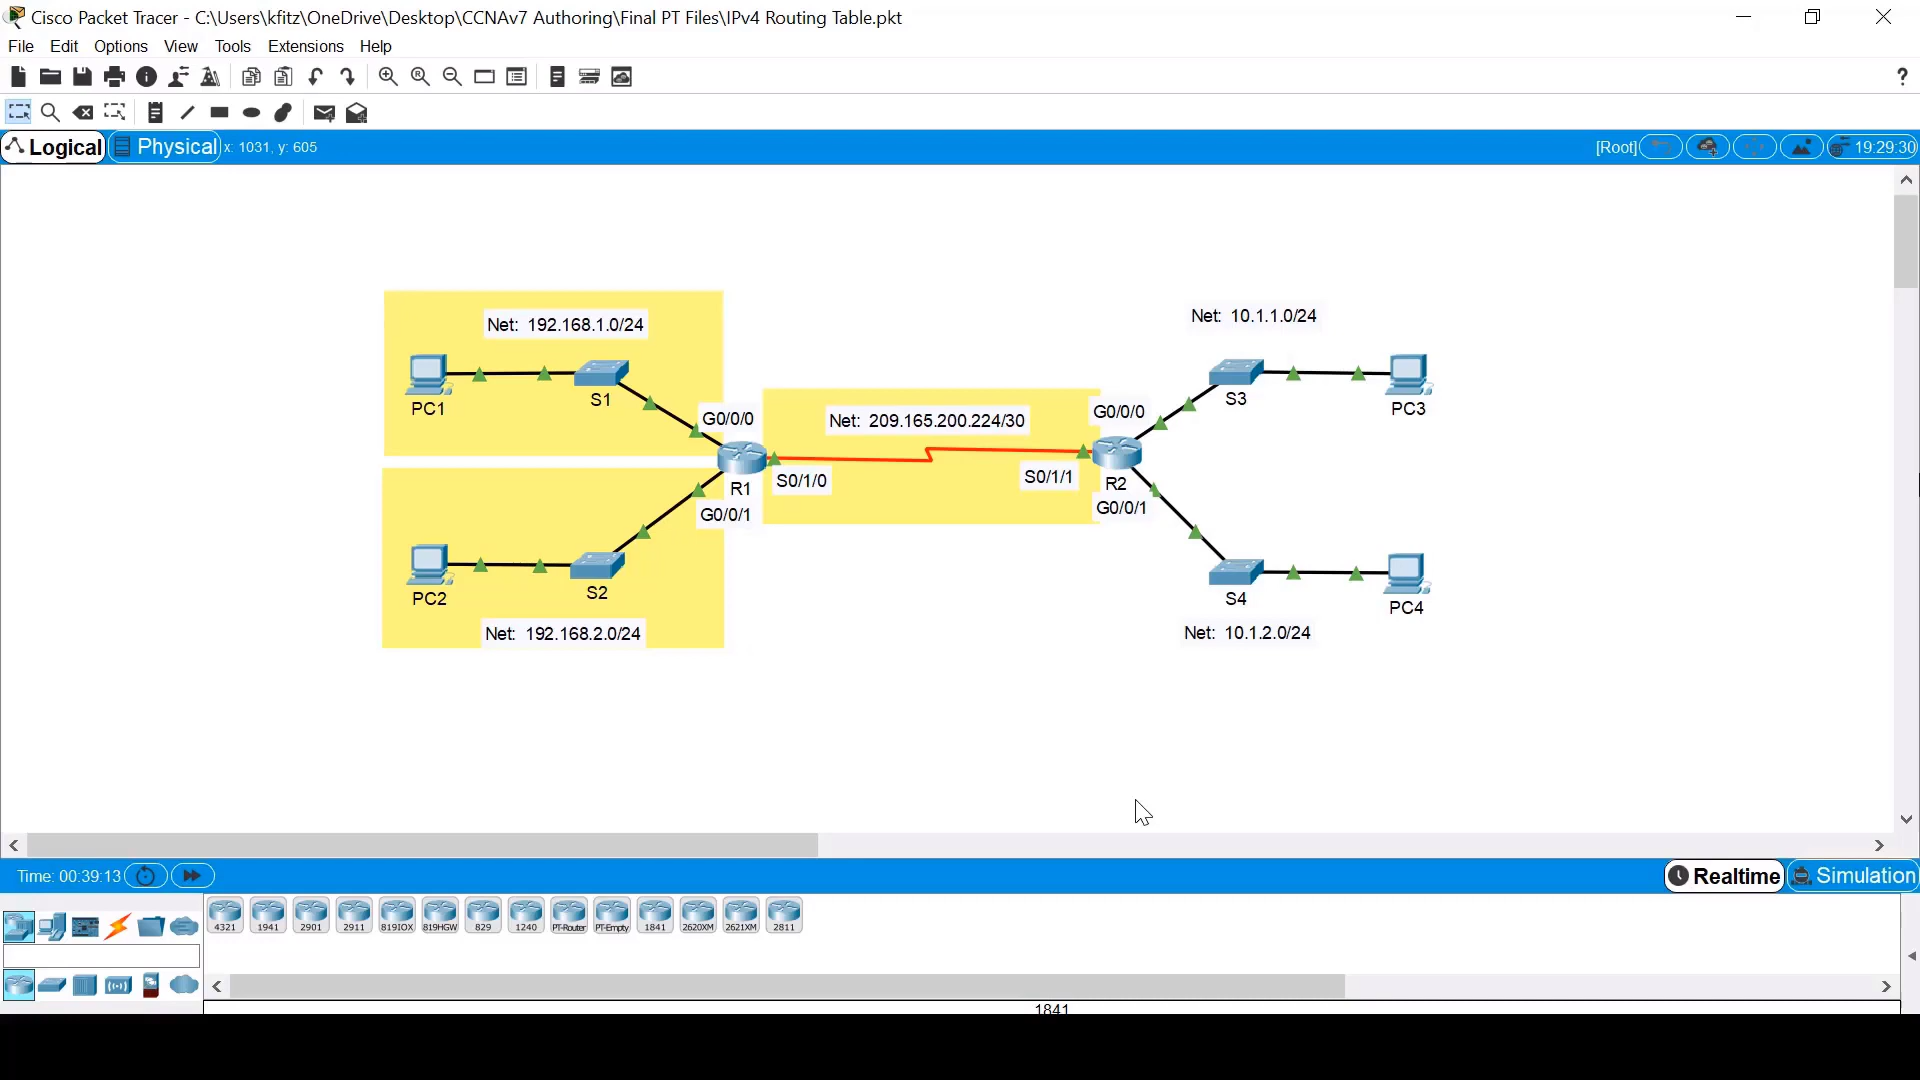 Cisco Packet Tracer - C:\Users\kfitz\OneDrive\Desktop\CCNAv7 Authoring\Final PT Files\IPv4 Routing Table.pkt
File Edit Options View Tools Extensions Help
?
Logical Physical x: 1031, y: 605 [Root] 19:29:30
Net: 192.168.1.0/24
Net: 10.1.1.0/24
PC1
S1
S3
PC3
G0/0/0
Net: 209.165.200.224/30
G0/0/0
S0/1/0
S0/1/1
R1
R2
G0/0/1
G0/0/1
PC2
S2
S4
PC4
Net: 192.168.2.0/24
Net: 10.1.2.0/24
Time: 00:39:13 Realtime Simulation
4321 1941 2901 2911 819IOX 819HGW 829 1240 PT-Router PT-Empty 1841 2620XM 2621XM 2811
1841